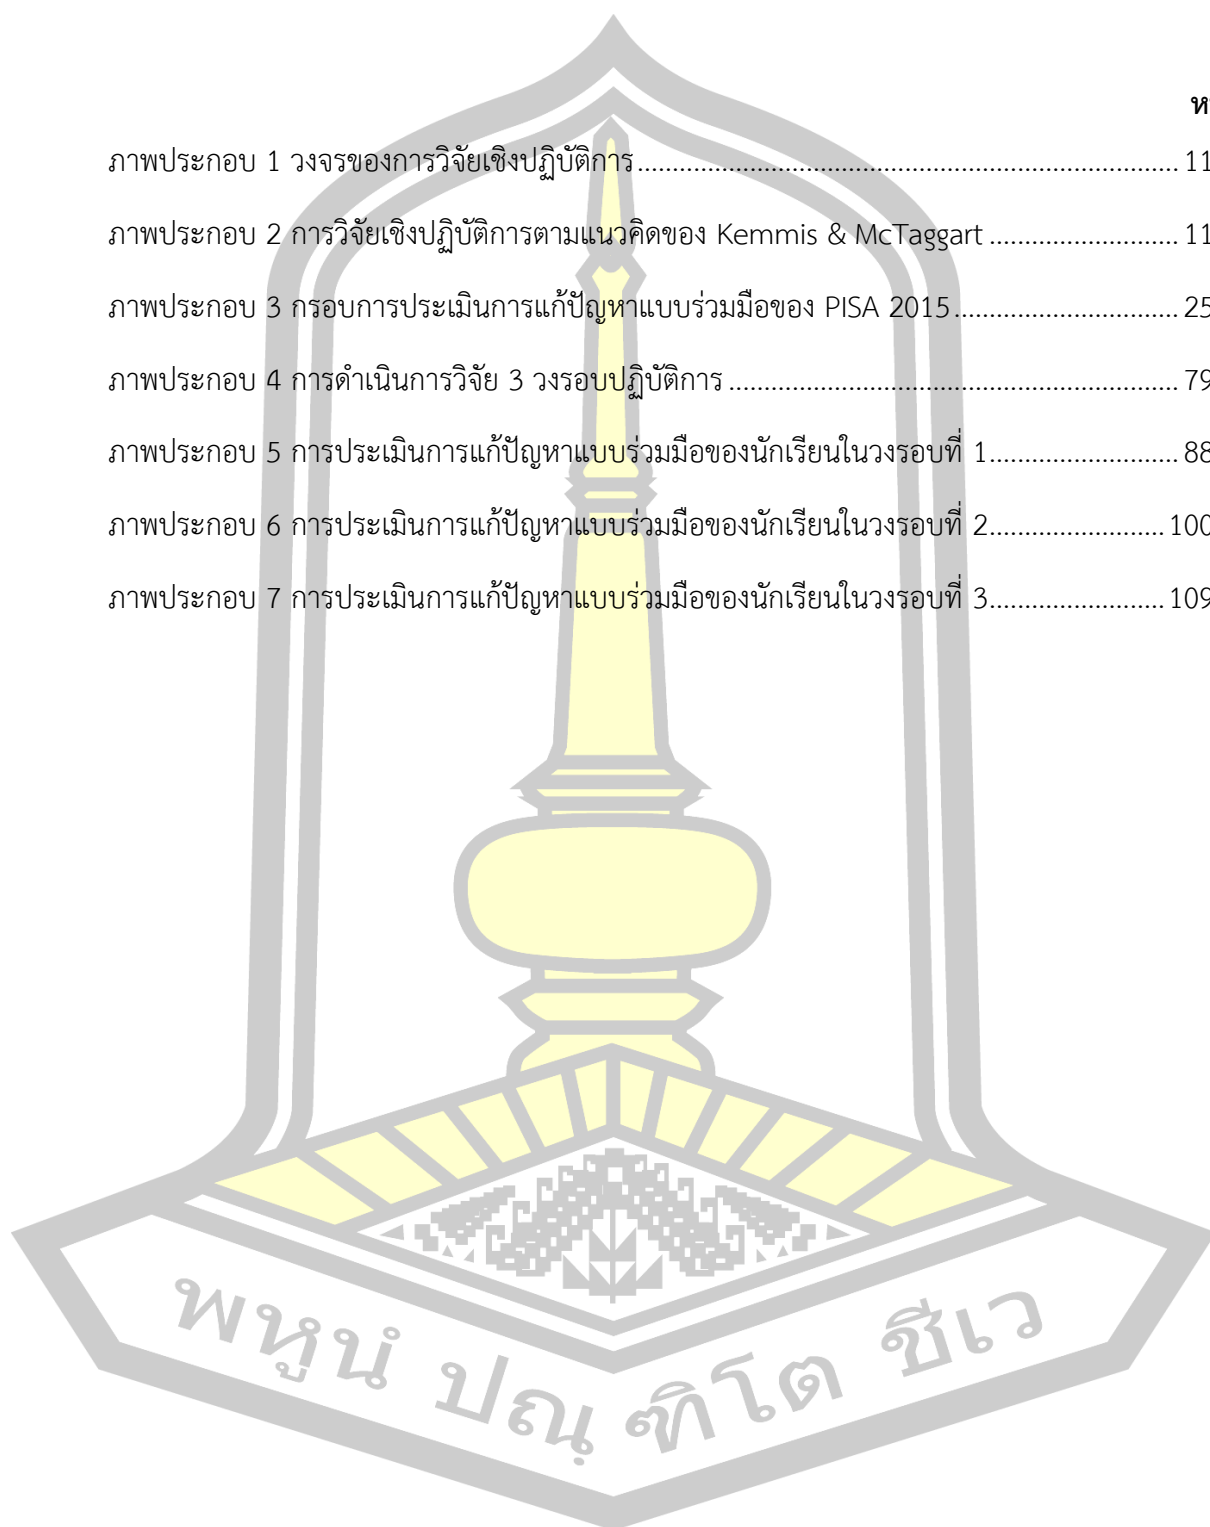 ห
ภาพประกอบ 1 วงจรของการวิจัยเชิงปฏิบัติการ.............................................................................. 11
ภาพประกอบ 2 การวิจัยเชิงปฏิบัติการตามแนวคิดของ Kemmis & McTaggart ........................... 11
ภาพประกอบ 3 กรอบการประเมินการแก้ปัญหาแบบร่วมมือของ PISA 2015................................ 25
ภาพประกอบ 4 การดำเนินการวิจัย 3 วงรอบปฏิบัติการ ................................................................ 79
ภาพประกอบ 5 การประเมินการแก้ปัญหาแบบร่วมมือของนักเรียนในวงรอบที่ 1........................... 88
ภาพประกอบ 6 การประเมินการแก้ปัญหาแบบร่วมมือของนักเรียนในวงรอบที่ 2......................... 100
ภาพประกอบ 7 การประเมินการแก้ปัญหาแบบร่วมมือของนักเรียนในวงรอบที่ 3......................... 109
พหูนํ ปณฺฑิโต ชีเว